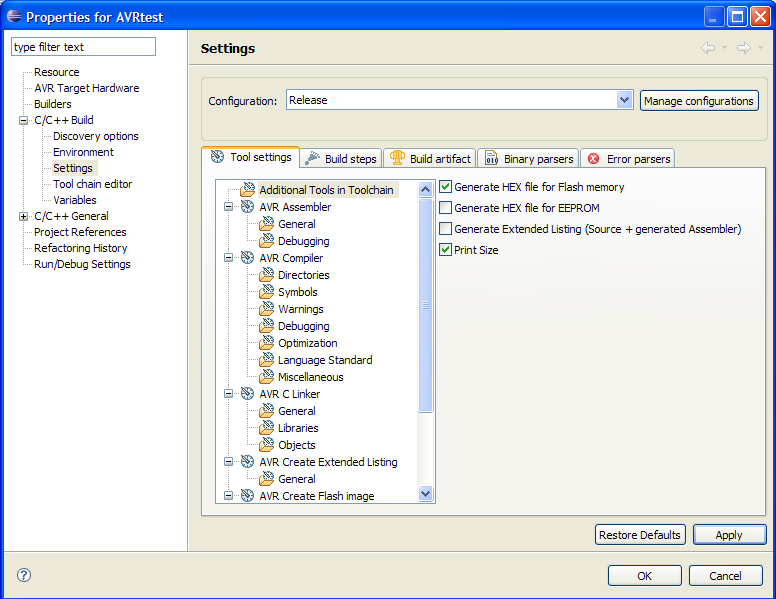 Properties for AVRtest
type filter text
Resource
AVR Target Hardware
Builders
C/C++ Build
Discovery options
Environment
Settings
Tool chain editor
Variables
C/C++ General
Project References
Refactoring History
Run/Debug Settings
Settings
Configuration: Release Manage configurations
Tool settings Build steps Build artifact Binary parsers Error parsers
Additional Tools in Toolchain
AVR Assembler
General
Debugging
AVR Compiler
Directories
Symbols
Warnings
Debugging
Optimization
Language Standard
Miscellaneous
AVR C Linker
General
Libraries
Objects
AVR Create Extended Listing
General
AVR Create Flash image
Generate HEX file for Flash memory
Generate HEX file for EEPROM
Generate Extended Listing (Source + generated Assembler)
Print Size
Restore Defaults Apply
OK Cancel